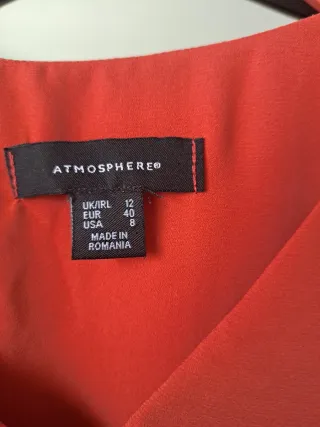 ATMOSPHERE®
UK/IRL 12
EUR 40
USA 8
MADE IN
ROMANIA